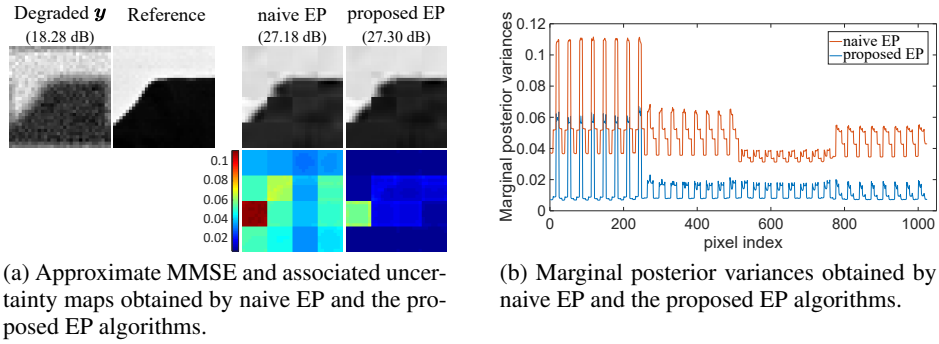 Degraded y Reference naive EP proposed EP
(18.28 dB) (27.18 dB) (27.30 dB)
0.1
0.08
0.06
0.04
0.02
(a) Approximate MMSE and associated uncer-
tainty maps obtained by naive EP and the pro-
posed EP algorithms.
Marginal posterior variances
0.12
0.1
0.08
0.06
0.04
0.02
0
0 200 400 600 800 1000
pixel index
naive EP
proposed EP
(b) Marginal posterior variances obtained by
naive EP and the proposed EP algorithms.